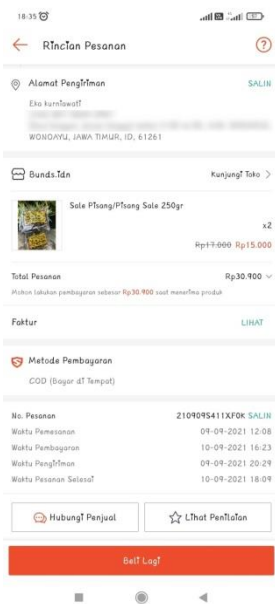 18:35
Rincian Pesanan
Alamat Pengiriman
SALIN
Eka kurniawati
WONOAYU, JAWA TIMUR, ID, 61261
Bunds.idn
Kunjungi Toko
Sale Pisang/Pisang Sale 250gr
x2
Rp17.000 Rp15.000
Total Pesanan
Rp30.900
Mohon lakukan pembayaran sebesar Rp30.900 saat menerima produk
Faktur
LIHAT
Metode Pembayaran
COD (Bayar di Tempat)
No. Pesanan
210909S411XF0K SALIN
Waktu Pemesanan
09-09-2021 12:08
Waktu Pembayaran
10-09-2021 16:23
Waktu Pengiriman
09-09-2021 20:29
Waktu Pesanan Selesai
10-09-2021 18:09
Hubungi Penjual
Lihat Penilaian
Beli Lagi